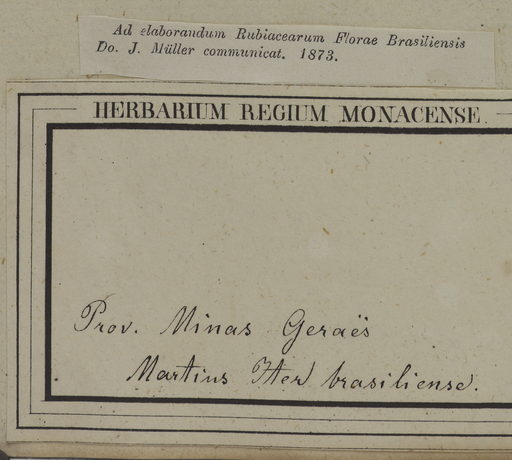 Ad elaborandum Rubiacearum Florae Brasiliensis
Do. J. Müller communicat. 1873.
HERBARIUM REGIUM MONACENSE.
Prov. Minas Geraës
Martius Iter brasiliense.